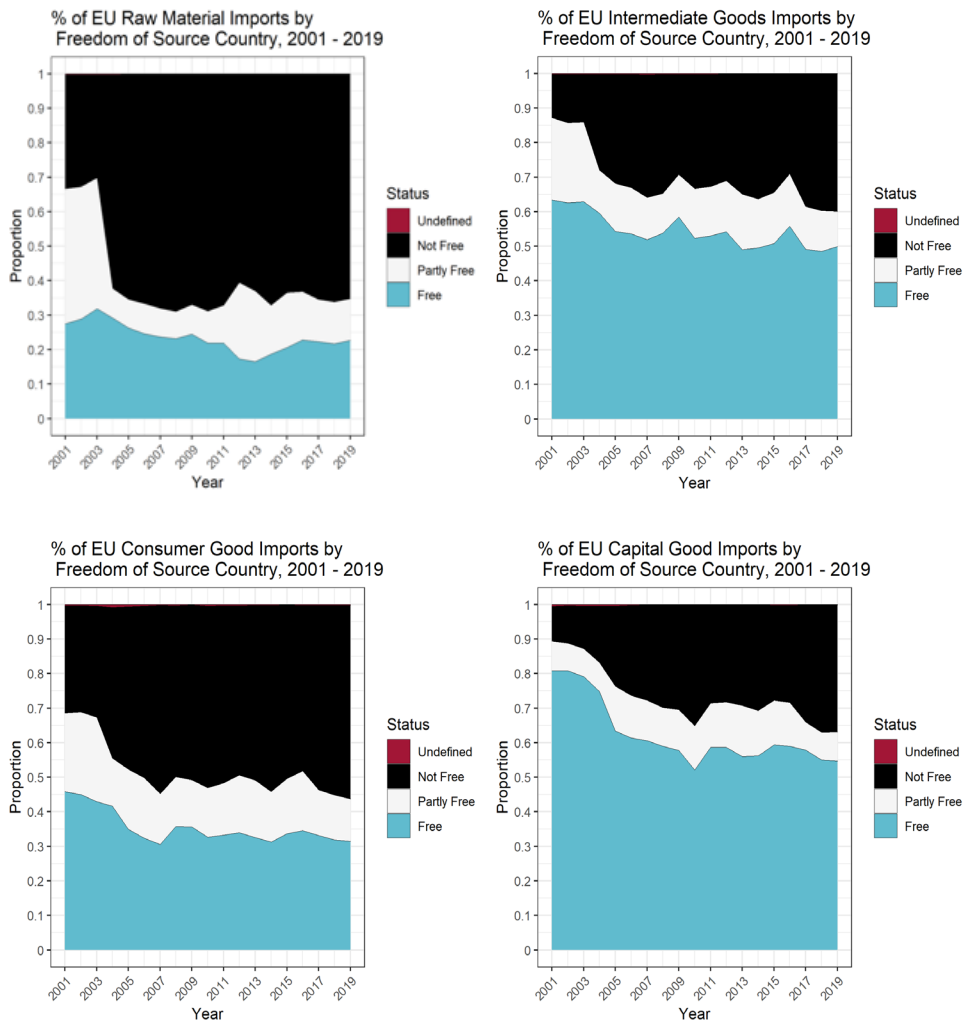 % of EU Raw Material Imports by
Freedom of Source Country, 2001 - 2019
1
0.9
0.8
0.7
0.6
0.5
0.4
0.3
0.2
0.1
0
Proportion
2001
2003
2005
2007
2009
2011
2013
2015
2017
2019
Year
Status
Undefined
Not Free
Partly Free
Free
% of EU Intermediate Goods Imports by
Freedom of Source Country, 2001 - 2019
1
0.9
0.8
0.7
0.6
0.5
0.4
0.3
0.2
0.1
0
Proportion
2001
2003
2005
2007
2009
2011
2013
2015
2017
2019
Year
Status
Undefined
Not Free
Partly Free
Free
% of EU Consumer Good Imports by
Freedom of Source Country, 2001 - 2019
1
0.9
0.8
0.7
0.6
0.5
0.4
0.3
0.2
0.1
0
Proportion
2001
2003
2005
2007
2009
2011
2013
2015
2017
2019
Year
Status
Undefined
Not Free
Partly Free
Free
% of EU Capital Good Imports by
Freedom of Source Country, 2001 - 2019
1
0.9
0.8
0.7
0.6
0.5
0.4
0.3
0.2
0.1
0
Proportion
2001
2003
2005
2007
2009
2011
2013
2015
2017
2019
Year
Status
Undefined
Not Free
Partly Free
Free